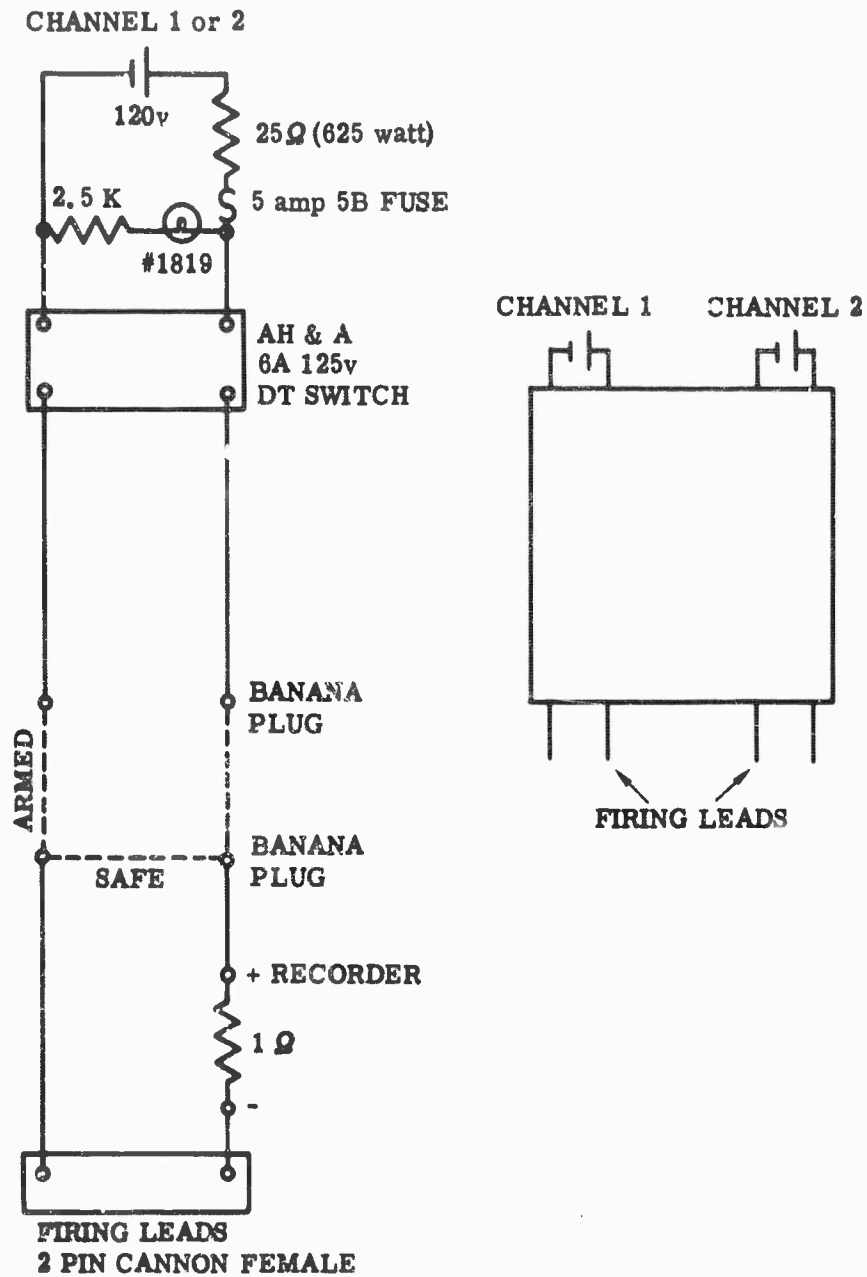 CHANNEL 1 or 2
120v
25Ω (625 watt)
2.5 K
5 amp 5B FUSE
#1819
AH & A
6A 125v
DT SWITCH
BANANA
PLUG
ARMED
SAFE
BANANA
PLUG
+ RECORDER
1 Ω
-
FIRING LEADS
2 PIN CANNON FEMALE
CHANNEL 1
CHANNEL 2
FIRING LEADS